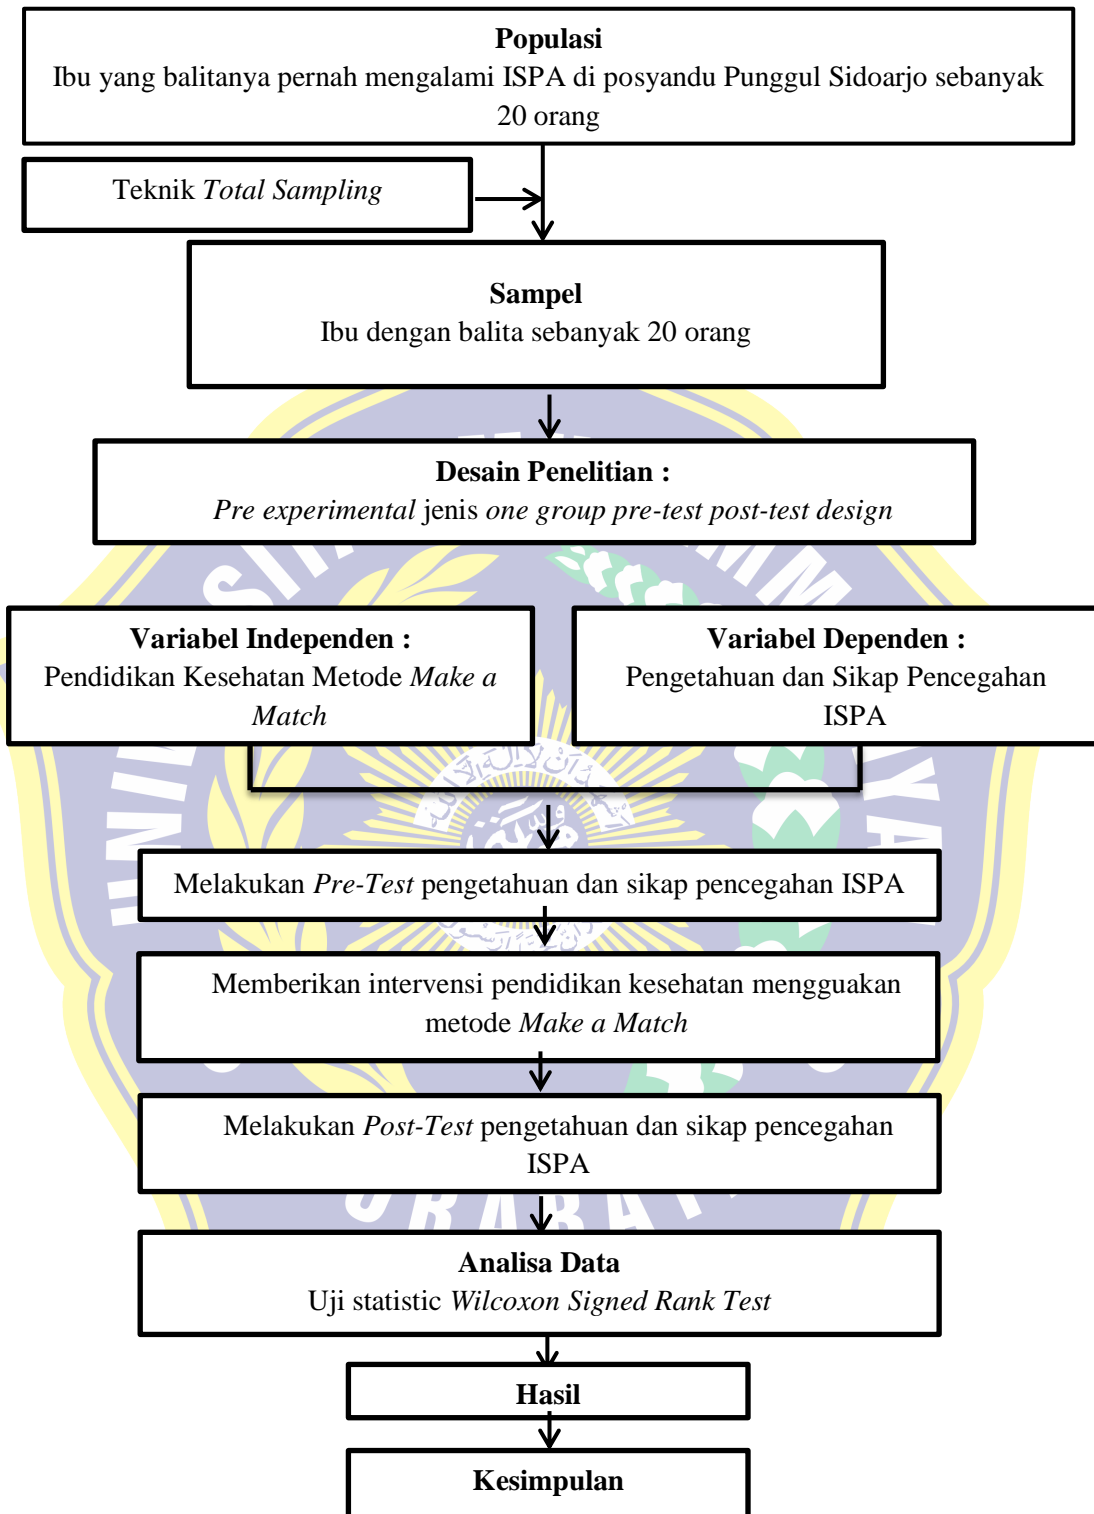 Populasi
Ibu yang balitanya pernah mengalami ISPA di posyandu Punggul Sidoarjo sebanyak
20 orang
Teknik Total Sampling
Sampel
Ibu dengan balita sebanyak 20 orang
Desain Penelitian :
Pre experimental jenis one group pre-test post-test design
Variabel Independen :
Pendidikan Kesehatan Metode Make a
Match
Variabel Dependen :
Pengetahuan dan Sikap Pencegahan
ISPA
Melakukan Pre-Test pengetahuan dan sikap pencegahan ISPA
Memberikan intervensi pendidikan kesehatan mengguakan
metode Make a Match
Melakukan Post-Test pengetahuan dan sikap pencegahan
ISPA
Analisa Data
Uji statistic Wilcoxon Signed Rank Test
Hasil
Kesimpulan